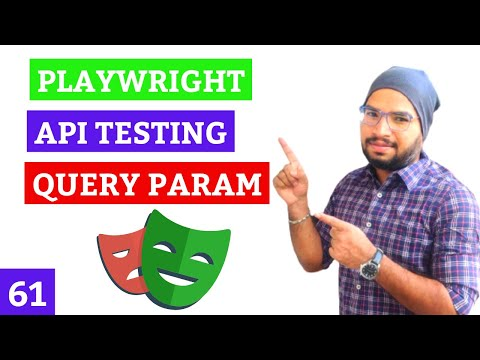 PLAYWRIGHT
API TESTING
QUERY PARAM
61